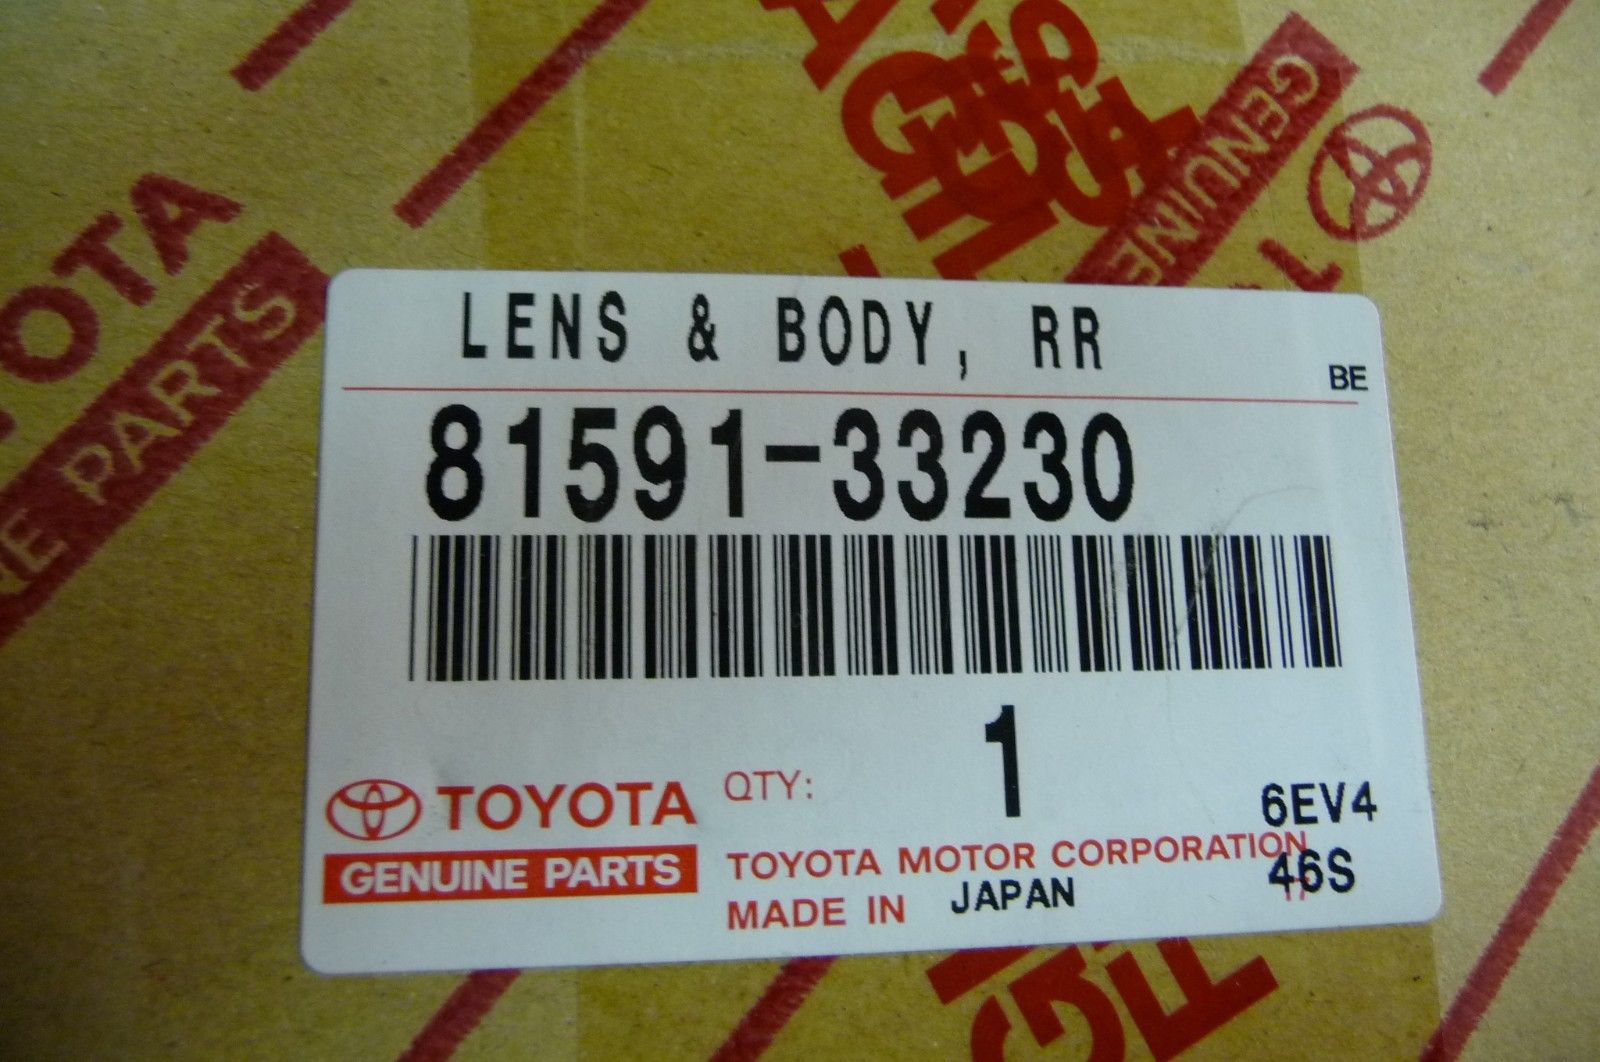 TOYOTA
GENUINE PARTS
GENUINE
LENS & BODY, RR
BE
81591-33230
QTY: 1
TOYOTA
GENUINE PARTS
TOYOTA MOTOR CORPORATION
MADE IN JAPAN
6EV4
46S